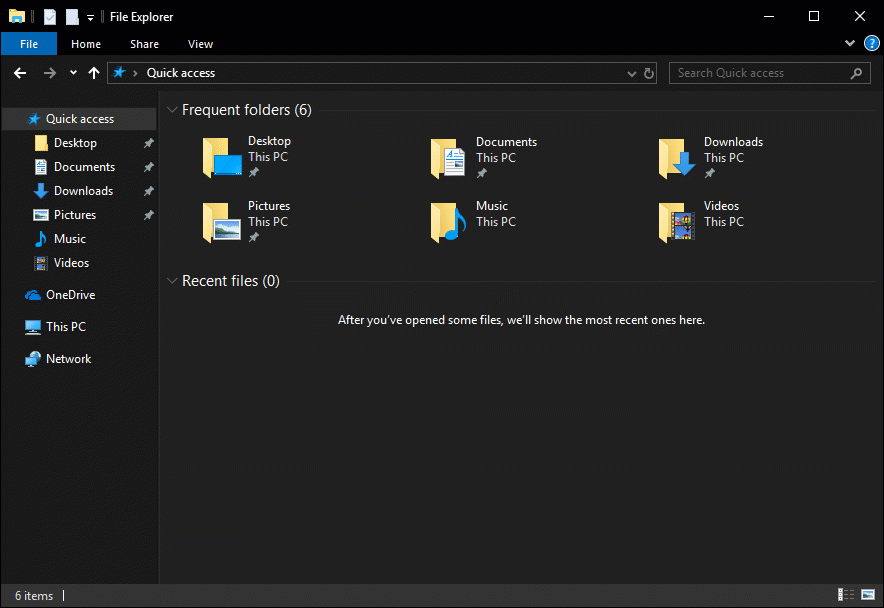 File Explorer
File Home Share View
Quick access Search Quick access
Quick access
Desktop
Documents
Downloads
Pictures
Music
Videos
OneDrive
This PC
Network
Frequent folders (6)
Desktop
This PC
Documents
This PC
Downloads
This PC
Pictures
This PC
Music
This PC
Videos
This PC
Recent files (0)
After you've opened some files, we'll show the most recent ones here.
6 items